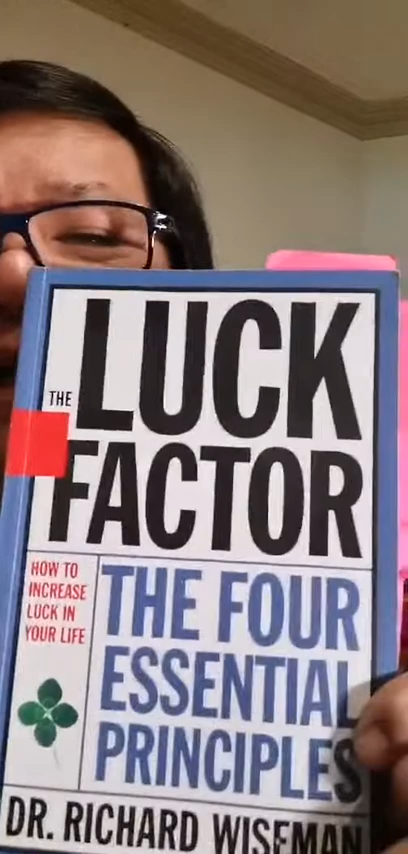 THE LUCK
FACTOR
HOW TO
INCREASE
LUCK IN
YOUR LIFE
THE FOUR
ESSENTIAL
PRINCIPLES
DR. RICHARD WISEMAN